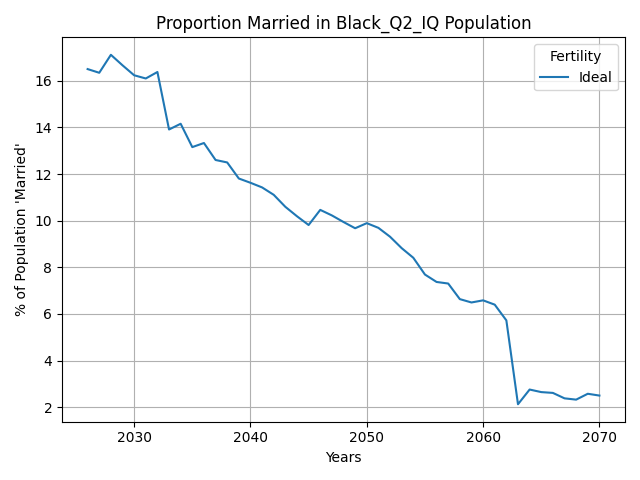 Proportion Married in Black_Q2_IQ Population
Fertility
Ideal
% of Population 'Married'
16
14
12
10
8
6
4
2
2030
2040
2050
2060
2070
Years